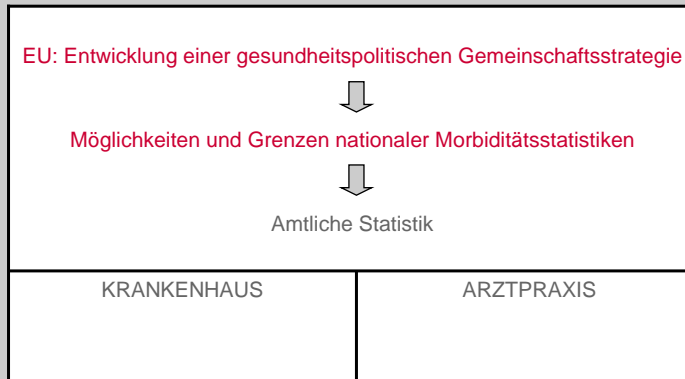 EU: Entwicklung einer gesundheitspolitischen Gemeinschaftsstrategie
Möglichkeiten und Grenzen nationaler Morbiditätsstatistiken
Amtliche Statistik
KRANKENHAUS
ARZTPRAXIS